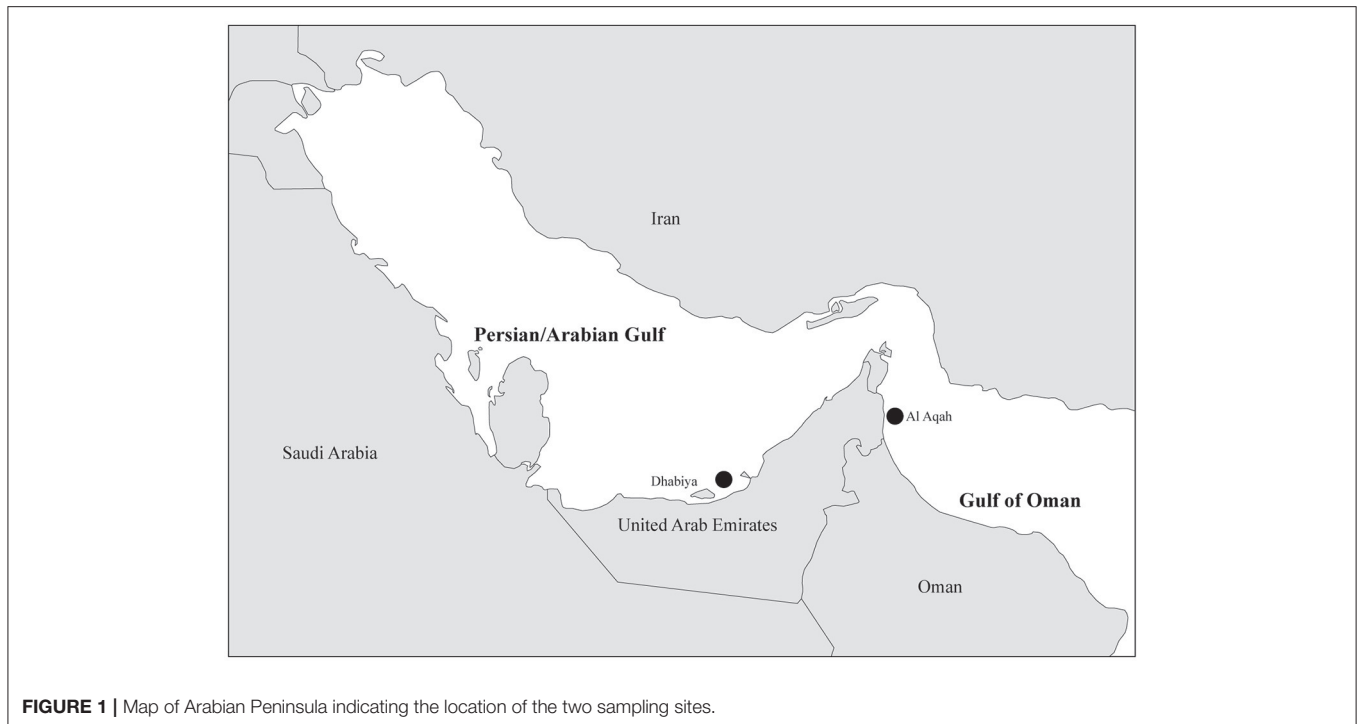 Iran
Persian/Arabian Gulf
Al Aqah
Saudi Arabia
Dhabiya
Gulf of Oman
United Arab Emirates
Oman
FIGURE 1 | Map of Arabian Peninsula indicating the location of the two sampling sites.